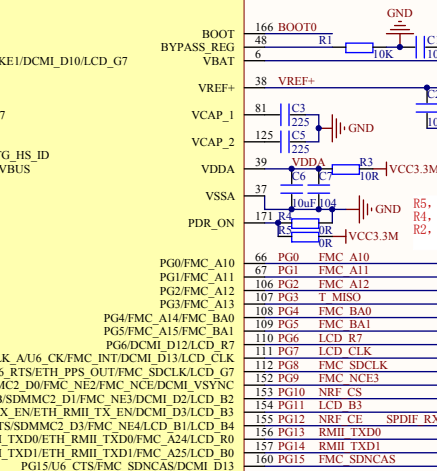 GND
BOOT 166 BOOT0
BYPASS_REG 48 R1
KE1/DCMI_D10/LCD_G7 VBAT 6 10K
VREF+ 38 VREF+
VCAP_1 81 C3
225
GND
VCAP_2 125 C5
225
G_HS_ID
VBUS VDDA 39 VDDA R3 VCC3.3M
C6 C7 10R
VSSA 37
10uF 104 GND R5,
PDR_ON 171 R4 0R R4,
R5 0R VCC3.3M R2,
PG0/FMC_A10 66 PG0 FMC_A10
PG1/FMC_A11 67 PG1 FMC_A11
PG2/FMC_A12 106 PG2 FMC_A12
PG3/FMC_A13 107 PG3 T_MISO
PG4/FMC_A14/FMC_BA0 108 PG4 FMC_BA0
PG5/FMC_A15/FMC_BA1 109 PG5 FMC_BA1
PG6/DCMI_D12/LCD_R7 110 PG6 LCD_R7
LK_A/U6_CK/FMC_INT/DCMI_D13/LCD_CLK 111 PG7 LCD_CLK
6_RTS/ETH_PPS_OUT/FMC_SDCLK/LCD_G7 112 PG8 FMC_SDCLK
MC2_D0/FMC_NE2/FMC_NCE/DCMI_VSYNC 152 PG9 FMC_NCE3
/SDMMC2_D1/FMC_NE3/DCMI_D2/LCD_B2 153 PG10 NRF_CS
X_EN/ETH_RMII_TX_EN/DCMI_D3/LCD_B3 154 PG11 LCD_B3
TS/SDMMC2_D3/FMC_NE4/LCD_B1/LCD_B4 155 PG12 NRF_CE SPDIF_RX
_TXD0/ETH_RMII_TXD0/FMC_A24/LCD_R0 156 PG13 RMII_TXD0
_TXD1/ETH_RMII_TXD1/FMC_A25/LCD_B0 157 PG14 RMII_TXD1
PG15/U6_CTS/FMC_SDNCAS/DCMI_D13 160 PG15 FMC_SDNCAS